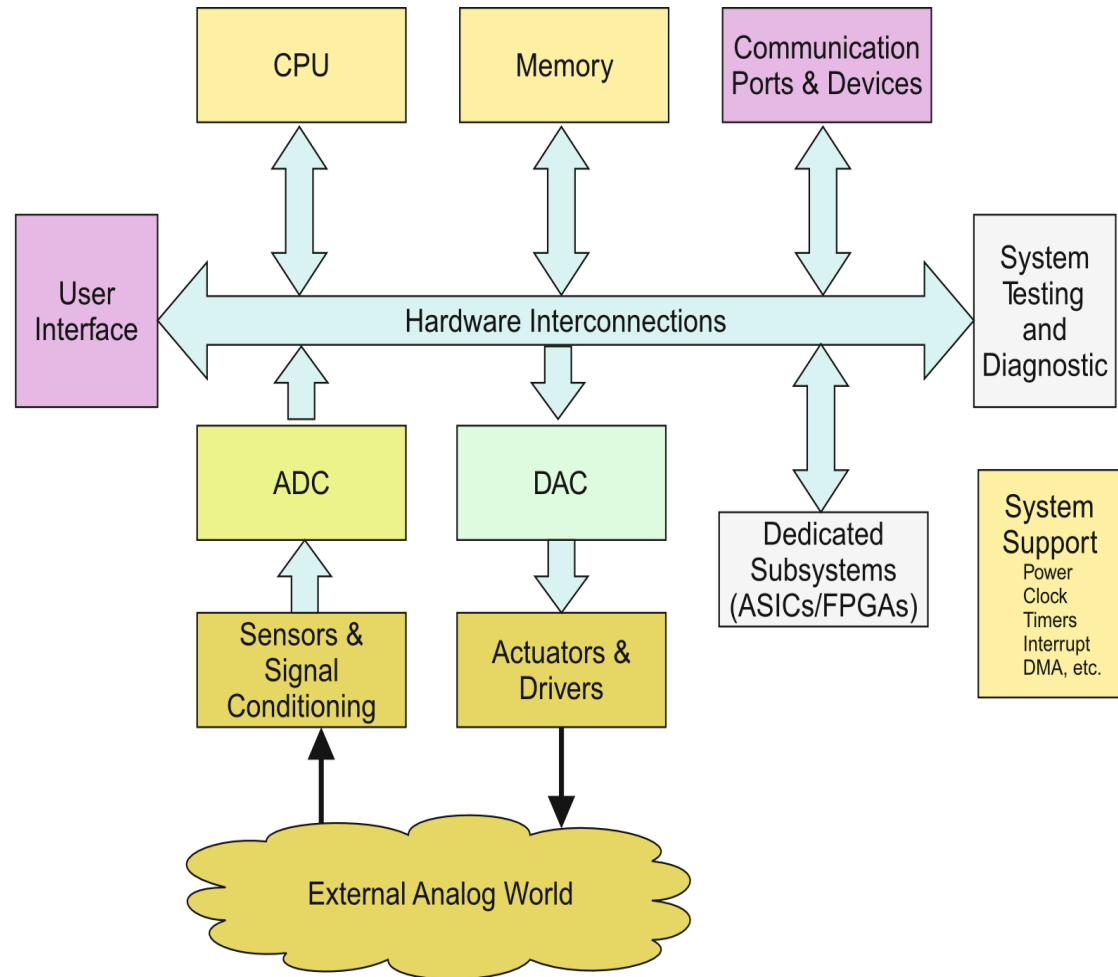 CPU
Memory
Communication
Ports & Devices
User
Interface
Hardware Interconnections
System
Testing
and
Diagnostic
ADC
DAC
Dedicated
Subsystems
(ASICs/FPGAs)
System
Support
Power
Clock
Timers
Interrupt
DMA, etc.
Sensors &
Signal
Conditioning
Actuators &
Drivers
External Analog World